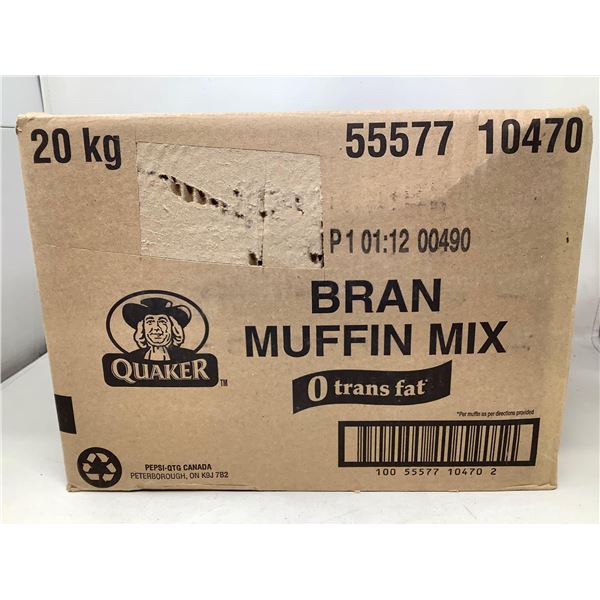 20 kg
55577 10470
P1 01:12 00490
BRAN
MUFFIN MIX
QUAKER TM
0 trans fat*
*Per muffin as per directions provided
PEPSI-QTG CANADA
PETERBOROUGH, ON K9J 7B2
100 55577 10470 2